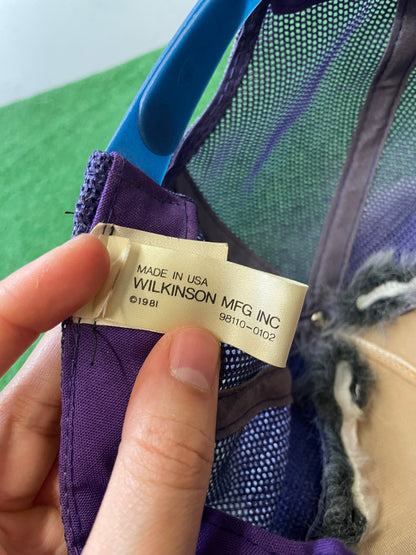 MADE IN USA
WILKINSON MFG INC
©1981 98110-0102